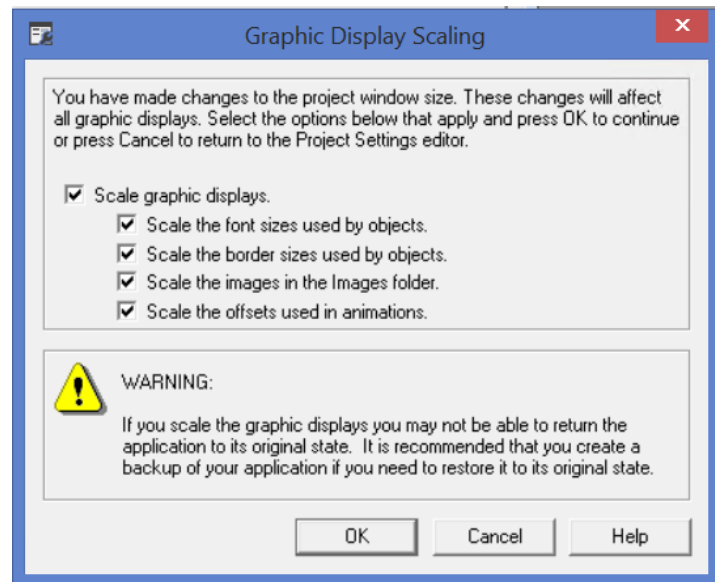 Graphic Display Scaling
You have made changes to the project window size. These changes will affect
all graphic displays. Select the options below that apply and press OK to continue
or press Cancel to return to the Project Settings editor.
Scale graphic displays.
Scale the font sizes used by objects.
Scale the border sizes used by objects.
Scale the images in the Images folder.
Scale the offsets used in animations.
WARNING:
If you scale the graphic displays you may not be able to return the
application to its original state. It is recommended that you create a
backup of your application if you need to restore it to its original state.
OK Cancel Help